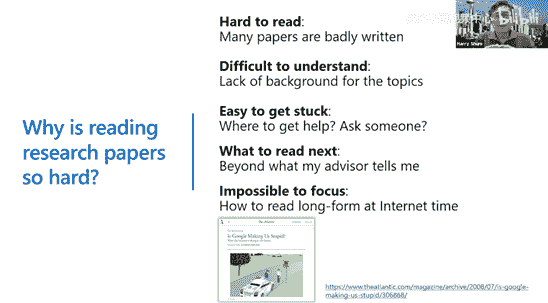 Why is reading
research papers
so hard?
Hard to read:
Many papers are badly written
Difficult to understand:
Lack of background for the topics
Easy to get stuck:
Where to get help? Ask someone?
What to read next:
Beyond what my advisor tells me
Impossible to focus:
How to read long-form at Internet time
Is Google Making Us Stupid?
https://www.theatlantic.com/magazine/archive/2008/07/is-google-
making-us-stupid/306868/
bilibili
Harry Shum